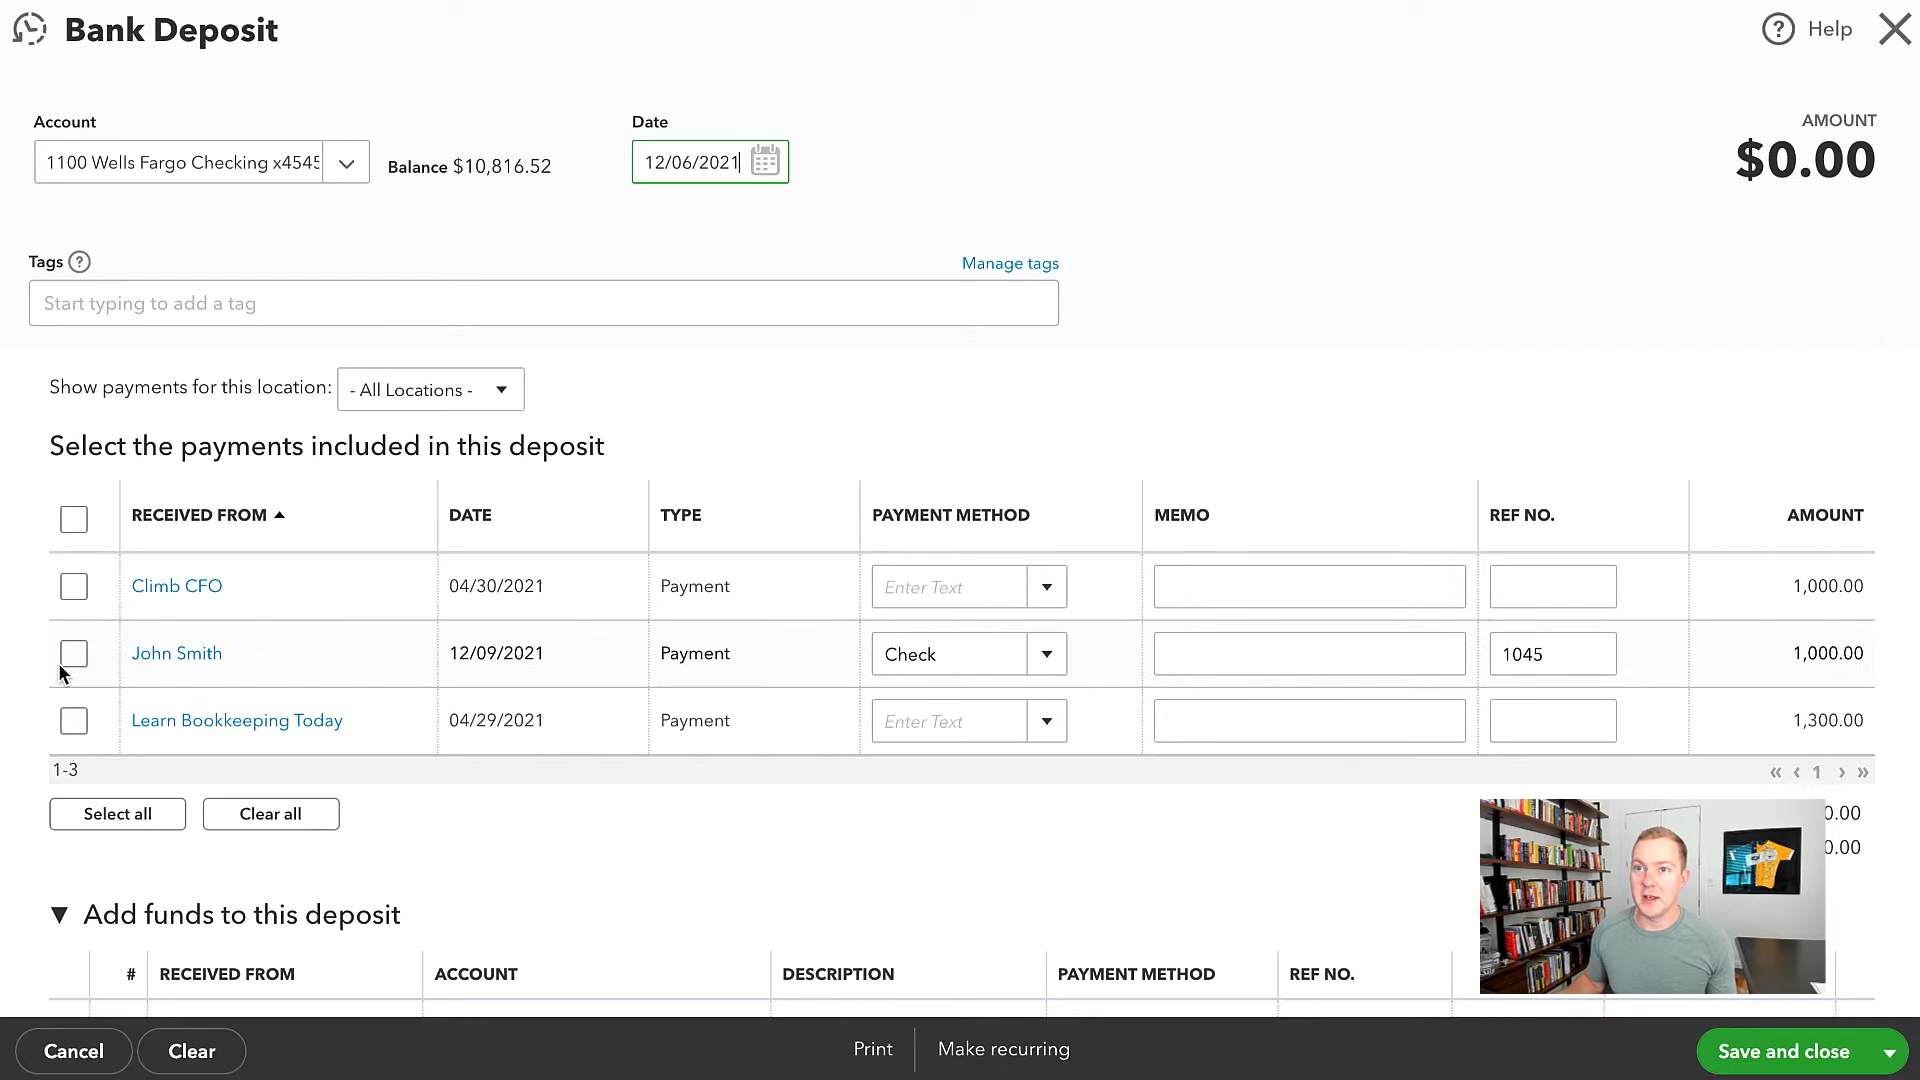 Bank Deposit
? Help
Account
1100 Wells Fargo Checking x4545
Balance $10,816.52
Date
12/06/2021
AMOUNT
$0.00
Tags ?
Manage tags
Start typing to add a tag
Show payments for this location: - All Locations -
Select the payments included in this deposit
RECEIVED FROM DATE TYPE PAYMENT METHOD MEMO REF NO. AMOUNT
Climb CFO 04/30/2021 Payment Enter Text 1,000.00
John Smith 12/09/2021 Payment Check 1045 1,000.00
Learn Bookkeeping Today 04/29/2021 Payment Enter Text 1,300.00
1-3 « ‹ 1 › »
Select all Clear all
0.00
0.00
Add funds to this deposit
# RECEIVED FROM ACCOUNT DESCRIPTION PAYMENT METHOD REF NO.
Cancel Clear Print Make recurring Save and close